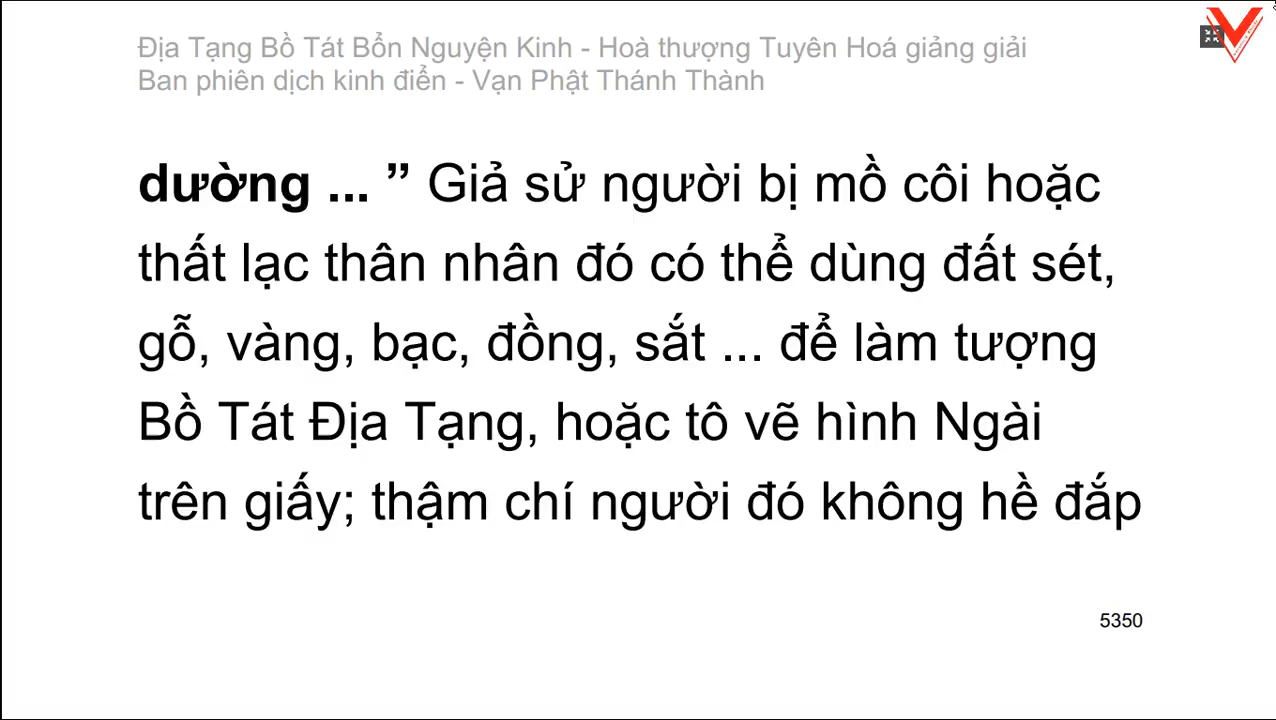 Địa Tạng Bồ Tát Bổn Nguyện Kinh - Hoà thượng Tuyên Hoá giảng giải
Ban phiên dịch kinh điển - Vạn Phật Thánh Thành
dường ... ” Giả sử người bị mồ côi hoặc
thất lạc thân nhân đó có thể dùng đất sét,
gỗ, vàng, bạc, đồng, sắt ... để làm tượng
Bồ Tát Địa Tạng, hoặc tô vẽ hình Ngài
trên giấy; thậm chí người đó không hề đắp
5350